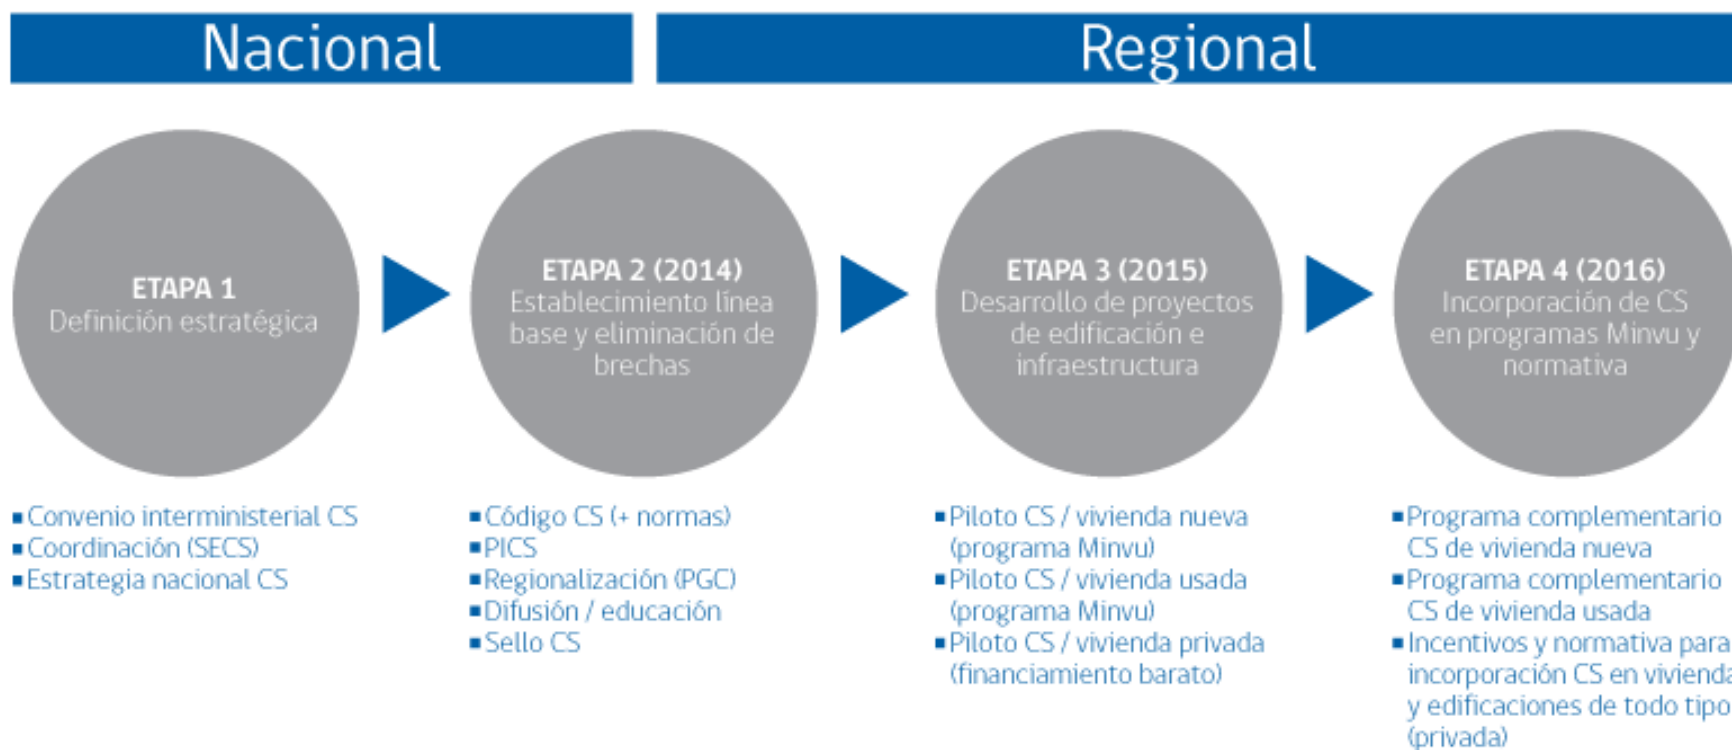 Nacional
Regional
ETAPA 1
Definición estratégica
ETAPA 2 (2014)
Establecimiento línea
base y eliminación de
brechas
ETAPA 3 (2015)
Desarrollo de proyectos
de edificación e
infraestructura
ETAPA 4 (2016)
Incorporación de CS
en programas Minvu y
normativa
▪Convenio interministerial CS
▪Coordinación (SECS)
▪Estrategia nacional CS
▪Código CS (+ normas)
▪PICS
▪Regionalización (PGC)
▪Difusión / educación
▪Sello CS
▪Piloto CS / vivienda nueva
(programa Minvu)
▪Piloto CS / vivienda usada
(programa Minvu)
▪Piloto CS / vivienda privada
(financiamiento barato)
▪Programa complementario
CS de vivienda nueva
▪Programa complementario
CS de vivienda usada
▪Incentivos y normativa para
incorporación CS en vivienda
y edificaciones de todo tipo
(privada)